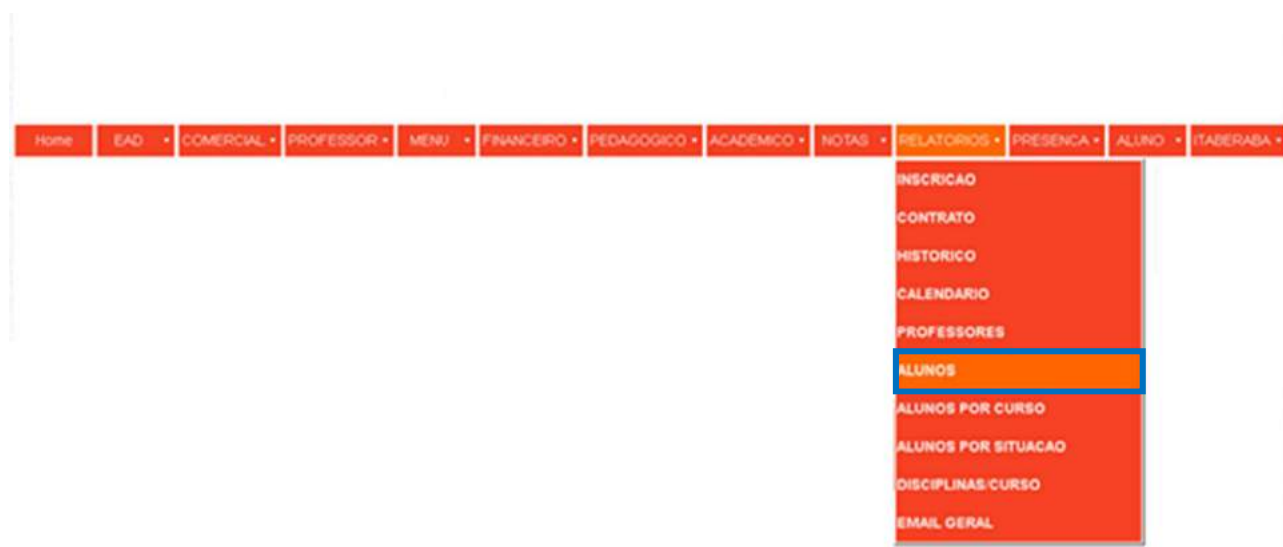 Home EAD COMERCIAL PROFESSOR MENU FINANCEIRO PEDAGOGICO ACADEMICO NOTAS RELATORIOS PRESENCA ALUNO ITABERABA
INSCRICAO
CONTRATO
HISTORICO
CALENDARIO
PROFESSORES
ALUNOS
ALUNOS POR CURSO
ALUNOS POR SITUACAO
DISCIPLINAS/CURSO
EMAIL GERAL